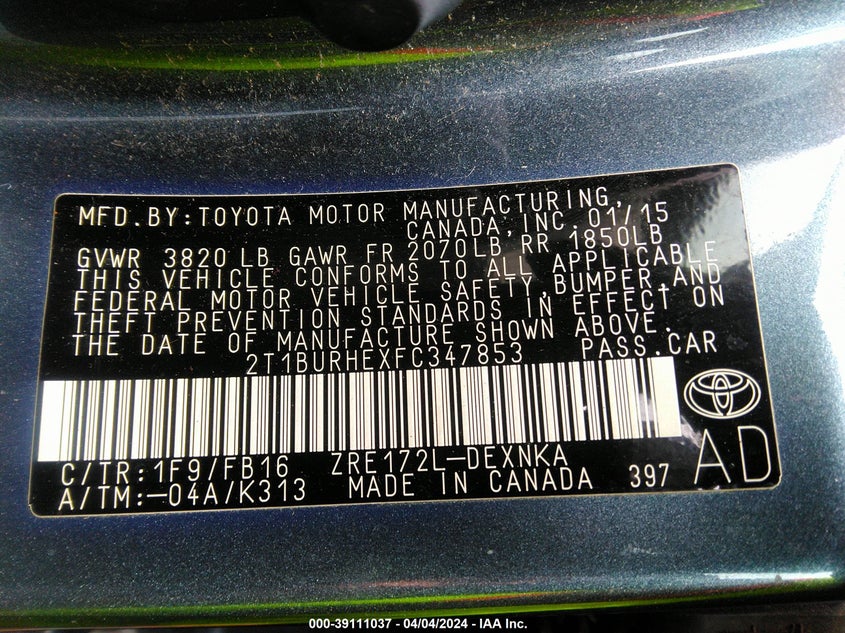 MFD.BY:TOYOTA MOTOR MANUFACTURING,
CANADA,INC.01/15
GVWR 3820 LB GAWR FR 2070LB, RR 1850LB
THIS VEHICLE CONFORMS TO ALL APPLICABLE
FEDERAL MOTOR VEHICLE SAFETY,BUMPER,AND
THEFT PREVENTION STANDARDS IN EFFECT ON
THE DATE OF MANUFACTURE SHOWN ABOVE.
2T1BURHEXFC347853 PASS.CAR
C/TR:1F9/FB16 ZRE172L-DEXNKA
A/TM:-04A/K313 MADE IN CANADA 397 AD
000-39111037 - 04/04/2024 - IAA Inc.